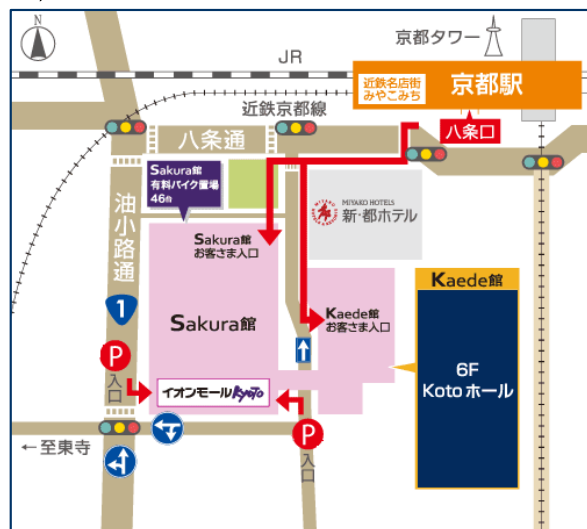 N
京都タワー
JR
近鉄名店街
みやこみち
京都駅
近鉄京都線
八条口
八条通
Sakura館
有料バイク置場
46台
MIYAKO HOTELS
新・都ホテル
油小路通
Sakura館
お客さま入口
Kaede館
Kaede館
お客さま入口
1
Sakura館
6F
Kotoホール
P
入口
イオンモールKYOTO
P
入口
←至東寺